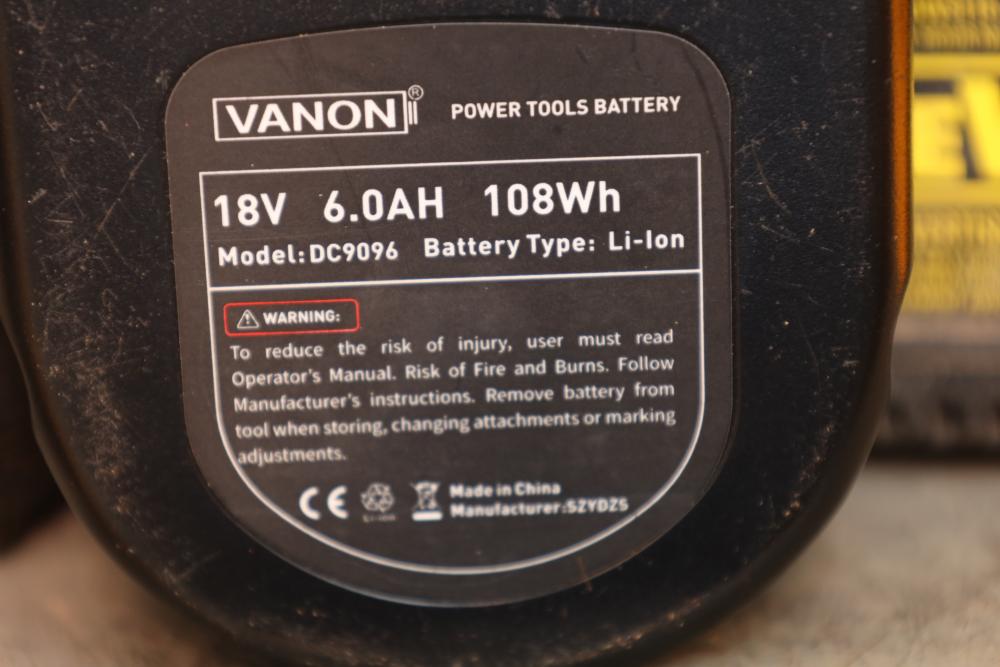 VANON® POWER TOOLS BATTERY
18V 6.0AH 108Wh
Model:DC9096 Battery Type: Li-Ion
WARNING:
To reduce the risk of injury, user must read
Operator's Manual. Risk of Fire and Burns. Follow
Manufacturer's instructions. Remove battery from
tool when storing, changing attachments or marking
adjustments.
CE Made in China
Manufacturer:SZYDZS